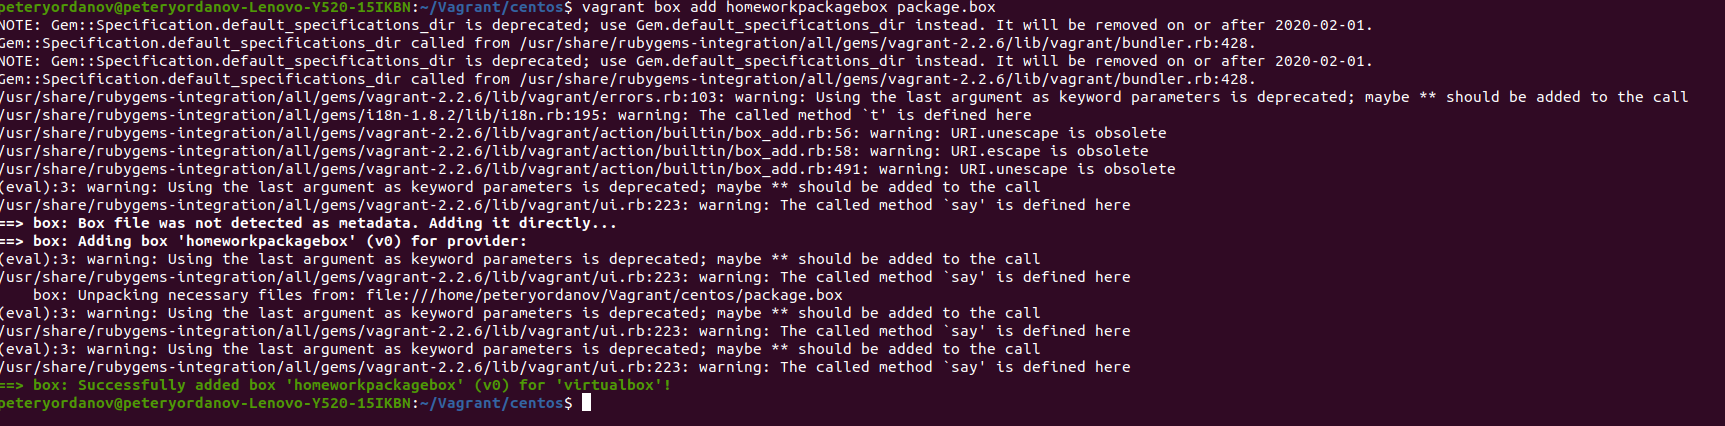 peteryordanov@peteryordanov-Lenovo-Y520-15IKBN:~/Vagrant/centos$ vagrant box add homeworkpackagebox package.box
NOTE: Gem::Specification.default_specifications_dir is deprecated; use Gem.default_specifications_dir instead. It will be removed on or after 2020-02-01.
Gem::Specification.default_specifications_dir called from /usr/share/rubygems-integration/all/gems/vagrant-2.2.6/lib/vagrant/bundler.rb:428.
NOTE: Gem::Specification.default_specifications_dir is deprecated; use Gem.default_specifications_dir instead. It will be removed on or after 2020-02-01.
Gem::Specification.default_specifications_dir called from /usr/share/rubygems-integration/all/gems/vagrant-2.2.6/lib/vagrant/bundler.rb:428.
/usr/share/rubygems-integration/all/gems/vagrant-2.2.6/lib/vagrant/errors.rb:103: warning: Using the last argument as keyword parameters is deprecated; maybe ** should be added to the call
/usr/share/rubygems-integration/all/gems/i18n-1.8.2/lib/i18n.rb:195: warning: The called method `t' is defined here
/usr/share/rubygems-integration/all/gems/vagrant-2.2.6/lib/vagrant/action/builtin/box_add.rb:56: warning: URI.unescape is obsolete
/usr/share/rubygems-integration/all/gems/vagrant-2.2.6/lib/vagrant/action/builtin/box_add.rb:58: warning: URI.escape is obsolete
/usr/share/rubygems-integration/all/gems/vagrant-2.2.6/lib/vagrant/action/builtin/box_add.rb:491: warning: URI.unescape is obsolete
(eval):3: warning: Using the last argument as keyword parameters is deprecated; maybe ** should be added to the call
/usr/share/rubygems-integration/all/gems/vagrant-2.2.6/lib/vagrant/ui.rb:223: warning: The called method `say' is defined here
==> box: Box file was not detected as metadata. Adding it directly...
==> box: Adding box 'homeworkpackagebox' (v0) for provider:
(eval):3: warning: Using the last argument as keyword parameters is deprecated; maybe ** should be added to the call
/usr/share/rubygems-integration/all/gems/vagrant-2.2.6/lib/vagrant/ui.rb:223: warning: The called method `say' is defined here
box: Unpacking necessary files from: file:///home/peteryordanov/Vagrant/centos/package.box
(eval):3: warning: Using the last argument as keyword parameters is deprecated; maybe ** should be added to the call
/usr/share/rubygems-integration/all/gems/vagrant-2.2.6/lib/vagrant/ui.rb:223: warning: The called method `say' is defined here
(eval):3: warning: Using the last argument as keyword parameters is deprecated; maybe ** should be added to the call
/usr/share/rubygems-integration/all/gems/vagrant-2.2.6/lib/vagrant/ui.rb:223: warning: The called method `say' is defined here
==> box: Successfully added box 'homeworkpackagebox' (v0) for 'virtualbox'!
peteryordanov@peteryordanov-Lenovo-Y520-15IKBN:~/Vagrant/centos$